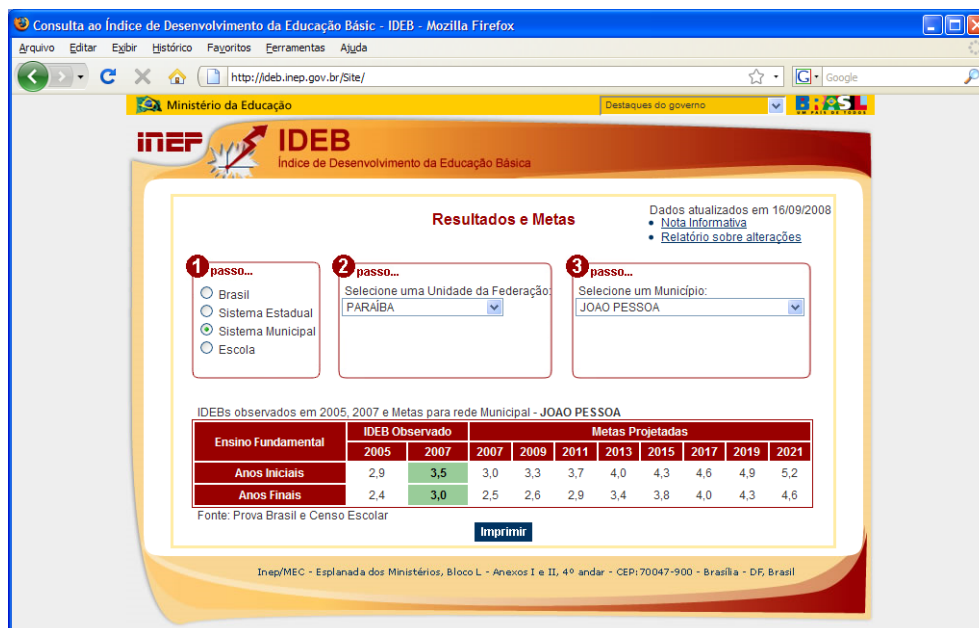 Consulta ao Índice de Desenvolvimento da Educação Básic - IDEB - Mozilla Firefox
Arquivo Editar Exibir Histórico Favoritos Ferramentas Ajuda
http://ideb.inep.gov.br/Site/
G Google
Ministério da Educação
Destaques do governo
BRASIL
UM PAÍS DE TODOS
inep
IDEB
Índice de Desenvolvimento da Educação Básica
Resultados e Metas
Dados atualizados em 16/09/2008
• Nota Informativa
• Relatório sobre alterações
1 passo...
Brasil
Sistema Estadual
Sistema Municipal
Escola
2 passo...
Selecione uma Unidade da Federação:
PARAÍBA
3 passo...
Selecione um Município:
JOAO PESSOA
IDEBs observados em 2005, 2007 e Metas para rede Municipal - JOAO PESSOA
Ensino Fundamental IDEB Observado Metas Projetadas
2005 2007 2007 2009 2011 2013 2015 2017 2019 2021
Anos Iniciais 2,9 3,5 3,0 3,3 3,7 4,0 4,3 4,6 4,9 5,2
Anos Finais 2,4 3,0 2,5 2,6 2,9 3,4 3,8 4,0 4,3 4,6
Fonte: Prova Brasil e Censo Escolar
Imprimir
Inep/MEC - Esplanada dos Ministérios, Bloco L - Anexos I e II, 4º andar - CEP:70047-900 - Brasília - DF, Brasil